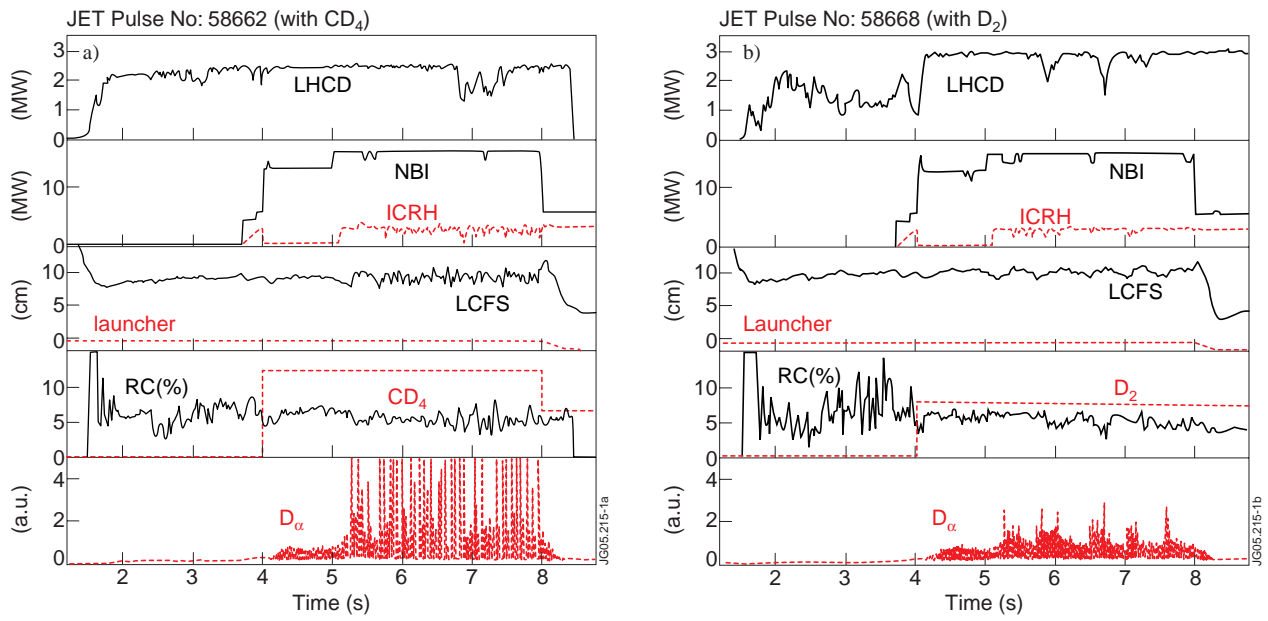 JET Pulse No: 58662 (with CD4)
a)
3
2
1
0
(MW)
LHCD
10
0
(MW)
NBI
ICRH
10
5
0
(cm)
LCFS
launcher
10
5
0
RC(%)
CD4
4
2
0
(a.u.)
Dα
2 3 4 5 6 7 8
Time (s)
JG05.215-1a
JET Pulse No: 58668 (with D2)
b)
3
2
1
0
(MW)
LHCD
10
0
(MW)
NBI
ICRH
10
5
0
(cm)
LCFS
Launcher
10
5
0
RC(%)
D2
4
2
0
(a.u.)
Dα
2 3 4 5 6 7 8
Time (s)
JG05.215-1b